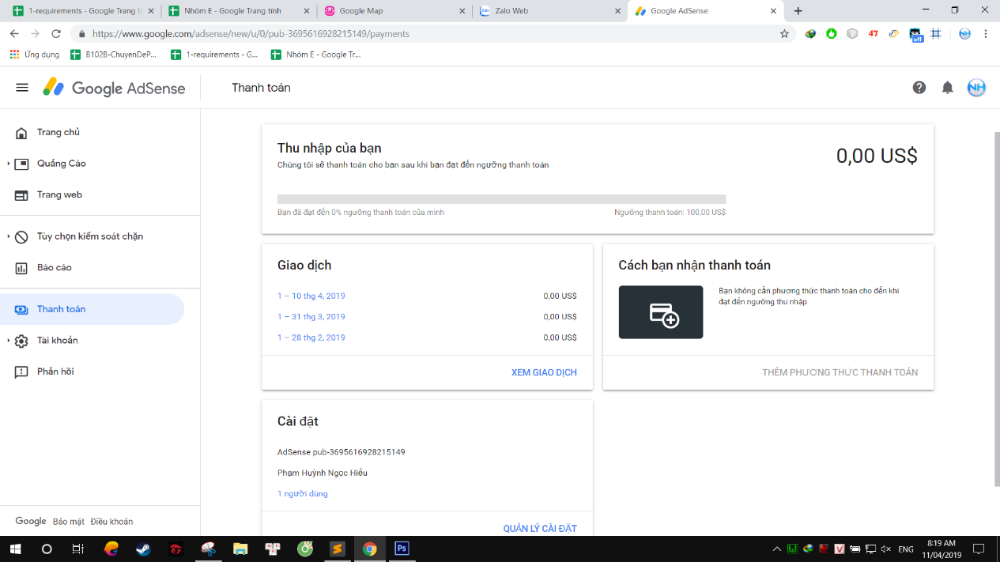 1-requirements - Google Trang t
Nhóm E - Google Trang tính
Google Map
Zalo Web
Google AdSense
https://www.google.com/adsense/new/u/0/pub-3695616928215149/payments
47
off
NH
Ứng dụng
B102B-ChuyenDeP...
1-requirements - G...
Nhóm E - Google Tr...
Google AdSense
Thanh toán
NH
Trang chủ
Quảng Cáo
Trang web
Tùy chọn kiểm soát chặn
Báo cáo
Thanh toán
Tài khoản
Phản hồi
Google Bảo mật Điều khoản
Thu nhập của bạn
0,00 US$
Chúng tôi sẽ thanh toán cho bạn sau khi bạn đạt đến ngưỡng thanh toán
Bạn đã đạt đến 0% ngưỡng thanh toán của mình
Ngưỡng thanh toán: 100,00 US$
Giao dịch
1 – 10 thg 4, 2019 0,00 US$
1 – 31 thg 3, 2019 0,00 US$
1 – 28 thg 2, 2019 0,00 US$
XEM GIAO DỊCH
Cách bạn nhận thanh toán
Bạn không cần phương thức thanh toán cho đến khi
đạt đến ngưỡng thu nhập
THÊM PHƯƠNG THỨC THANH TOÁN
Cài đặt
AdSense pub-3695616928215149
Phạm Huỳnh Ngọc Hiếu
1 người dùng
QUẢN LÝ CÀI ĐẶT
Ps
ENG
8:19 AM
11/04/2019